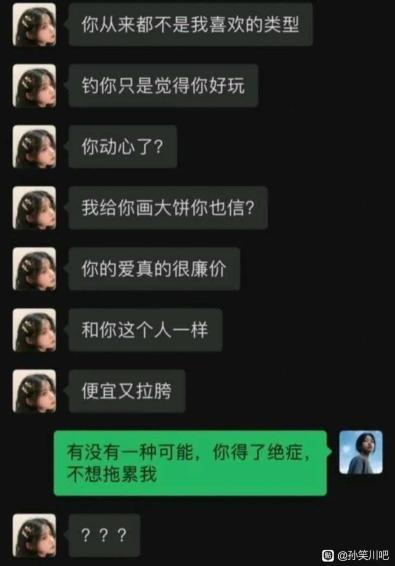 你从来都不是我喜欢的类型
钓你只是觉得你好玩
你动心了?
我给你画大饼你也信?
你的爱真的很廉价
和你这个人一样
便宜又拉胯
有没有一种可能，你得了绝症，
不想拖累我
？？？
贴 @孙笑川吧